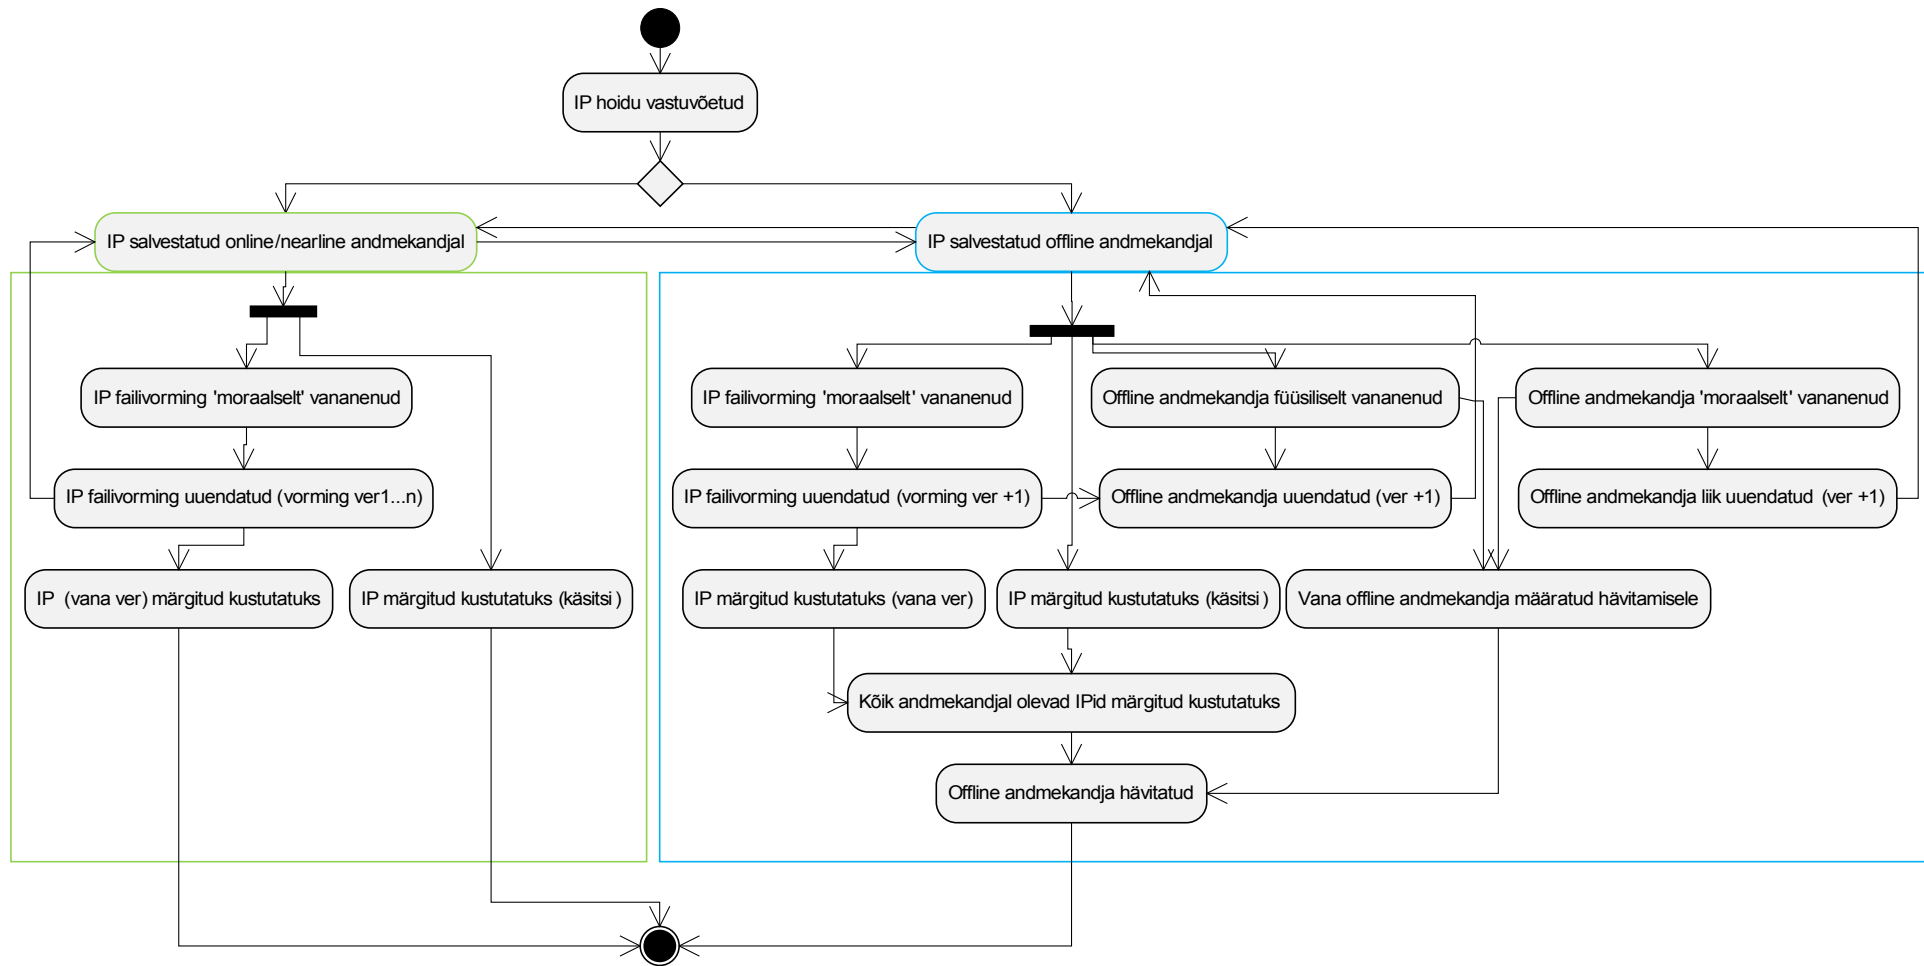 IP hoidu vastuvõetud
IP salvestatud online/nearline andmekandjal
IP salvestatud offline andmekandjal
IP failivorming 'moraalselt' vananenud
IP failivorming 'moraalselt' vananenud
Offline andmekandja füüsiliselt vananenud
Offline andmekandja 'moraalselt' vananenud
IP failivorming uuendatud (vorming ver1...n)
IP failivorming uuendatud (vorming ver +1)
Offline andmekandja uuendatud (ver +1)
Offline andmekandja liik uuendatud (ver +1)
IP (vana ver) märgitud kustutatuks
IP märgitud kustutatuks (käsitsi)
IP märgitud kustutatuks (vana ver)
IP märgitud kustutatuks (käsitsi)
Vana offline andmekandja määratud hävitamisele
Kõik andmekandjal olevad IPid märgitud kustutatuks
Offline andmekandja hävitatud